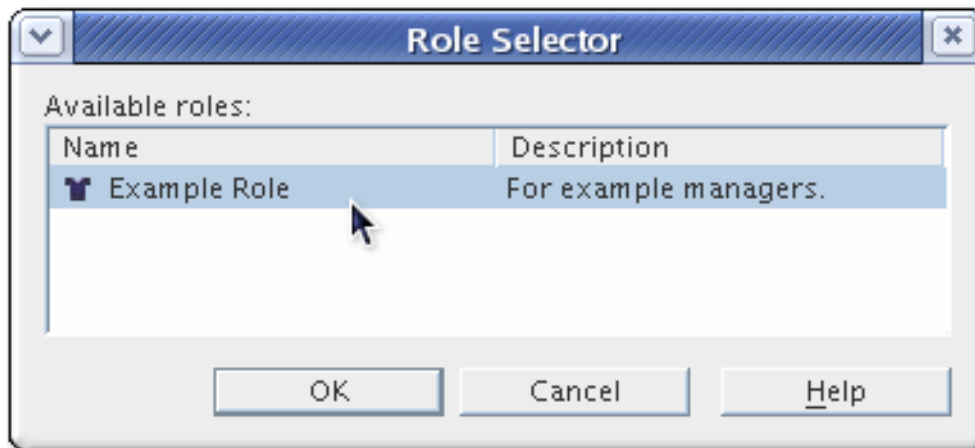 Role Selector
Available roles:
Name Description
Example Role For example managers.
OK Cancel Help